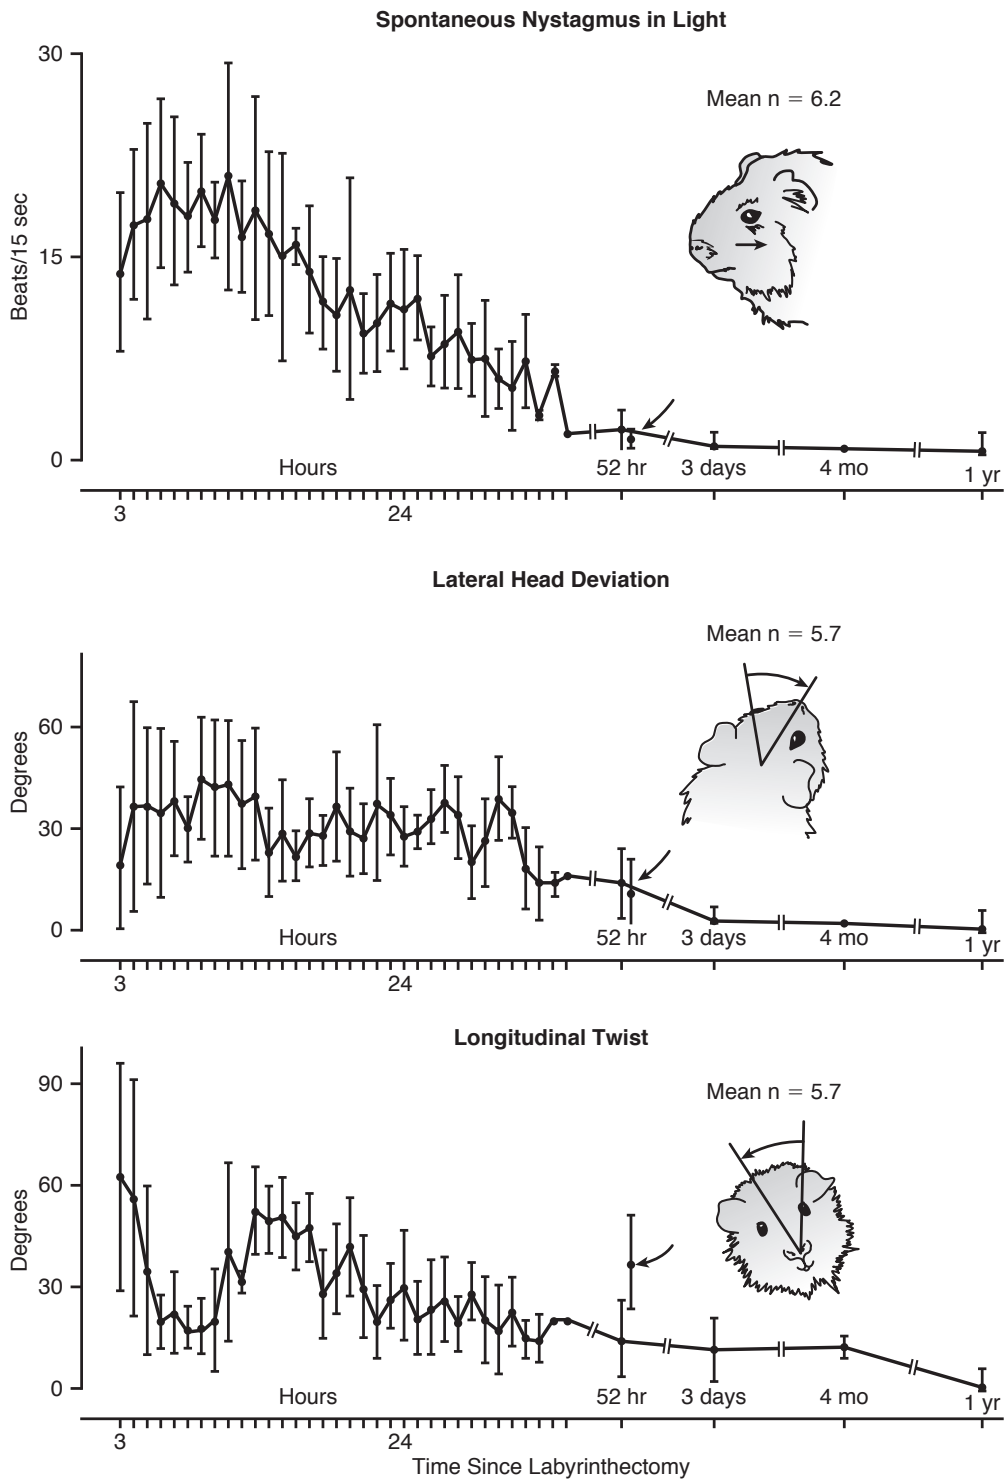 Spontaneous Nystagmus in Light
30
Mean n = 6.2
Beats/15 sec
15
0
Hours
52 hr
3 days
4 mo
1 yr
3
24
Lateral Head Deviation
Mean n = 5.7
Degrees
60
30
0
Hours
52 hr
3 days
4 mo
1 yr
3
24
Longitudinal Twist
90
Mean n = 5.7
Degrees
60
30
0
Hours
52 hr
3 days
4 mo
1 yr
3
24
Time Since Labyrinthectomy